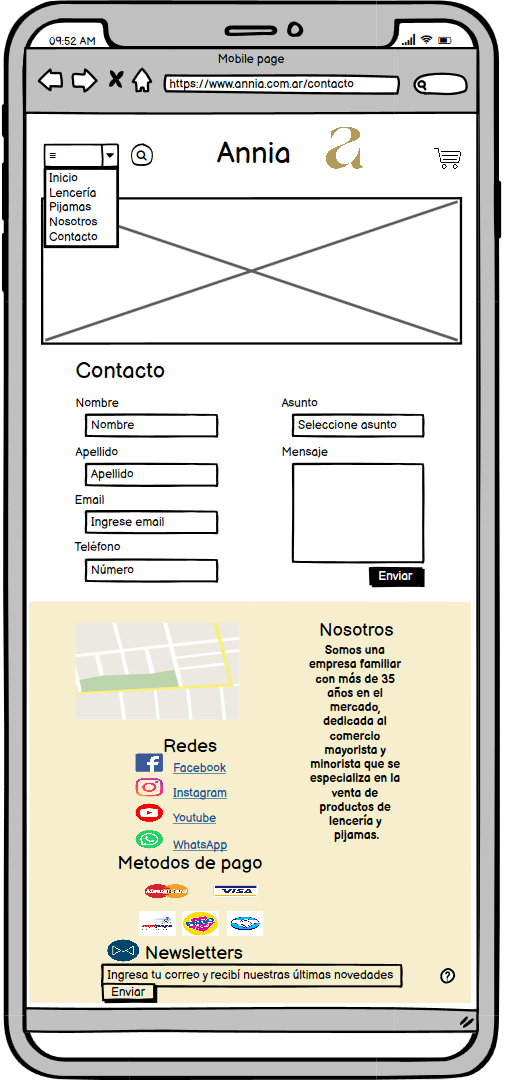 09:52 AM
Mobile page
https://www.annia.com.ar/contacto
Annia
a
Inicio
Lencería
Pijamas
Nosotros
Contacto
Contacto
Nombre
Nombre
Apellido
Apellido
Email
Ingrese email
Teléfono
Número
Asunto
Seleccione asunto
Mensaje
Enviar
Nosotros
Somos una
empresa familiar
con más de 35
años en el
mercado,
dedicada al
comercio
mayorista y
minorista que se
especializa en la
venta de
productos de
lencería y
pijamas.
Redes
Facebook
Instagram
Youtube
WhatsApp
Metodos de pago
MasterCard
VISA
Newsletters
Ingresa tu correo y recibí nuestras últimas novedades
Enviar
?